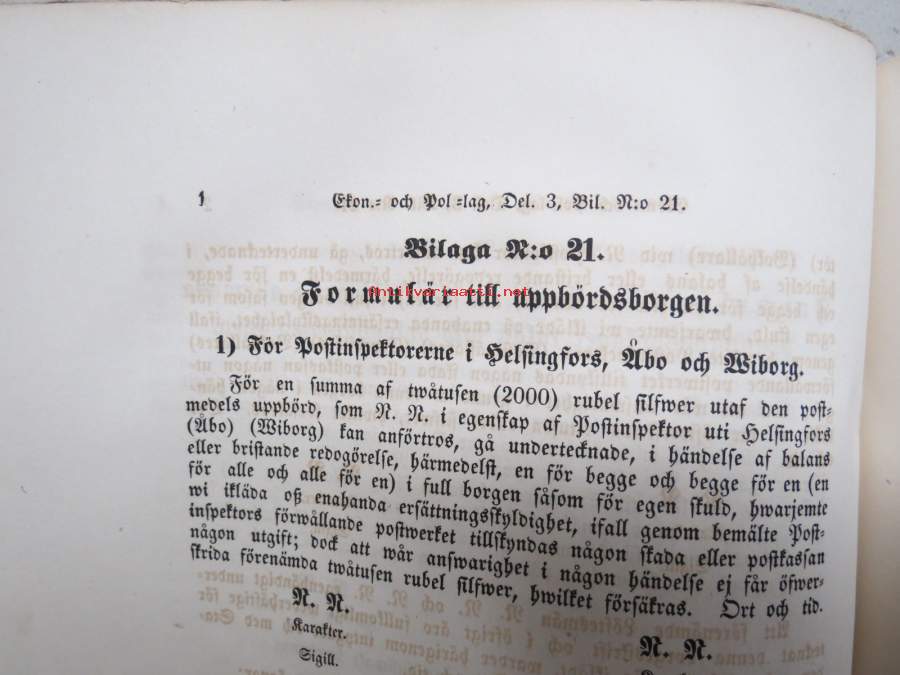 1 Ekon.- och Pol -lag, Del. 3, Bil. N:o 21.
Bilaga N:o 21.
Formulär till uppbördsborgen.
antikvariaatti.net
1) För Postinspektorerne i Helsingfors, Åbo och Wiborg.
För en summa af twåtusen (2000) rubel silfwer utaf den post-
medels uppbörd, som N. N. i egenskap af Postinspektor uti Helsingfors
(Åbo) (Wiborg) kan anförtros, gå undertecknade, i händelse af balans
eller bristande redogörelse, härmedelst, en för begge och begge för en (en
för alle och alle för en) i full borgen såsom för egen skuld, hwarjemte
wi ikläda oß enahanda ersättningsskyldighet, ifall genom bemälte Post-
inspektors förwållande postwerket tillskyndas någon skada eller postkassan
någon utgift; dock att wår answarighet i någon händelse ej får öfwer-
skrida förenämda twåtusen rubel silfwer, hwilket försäkras. Ort och tid.
N. N.
Karakter.
Sigill.
N. N.